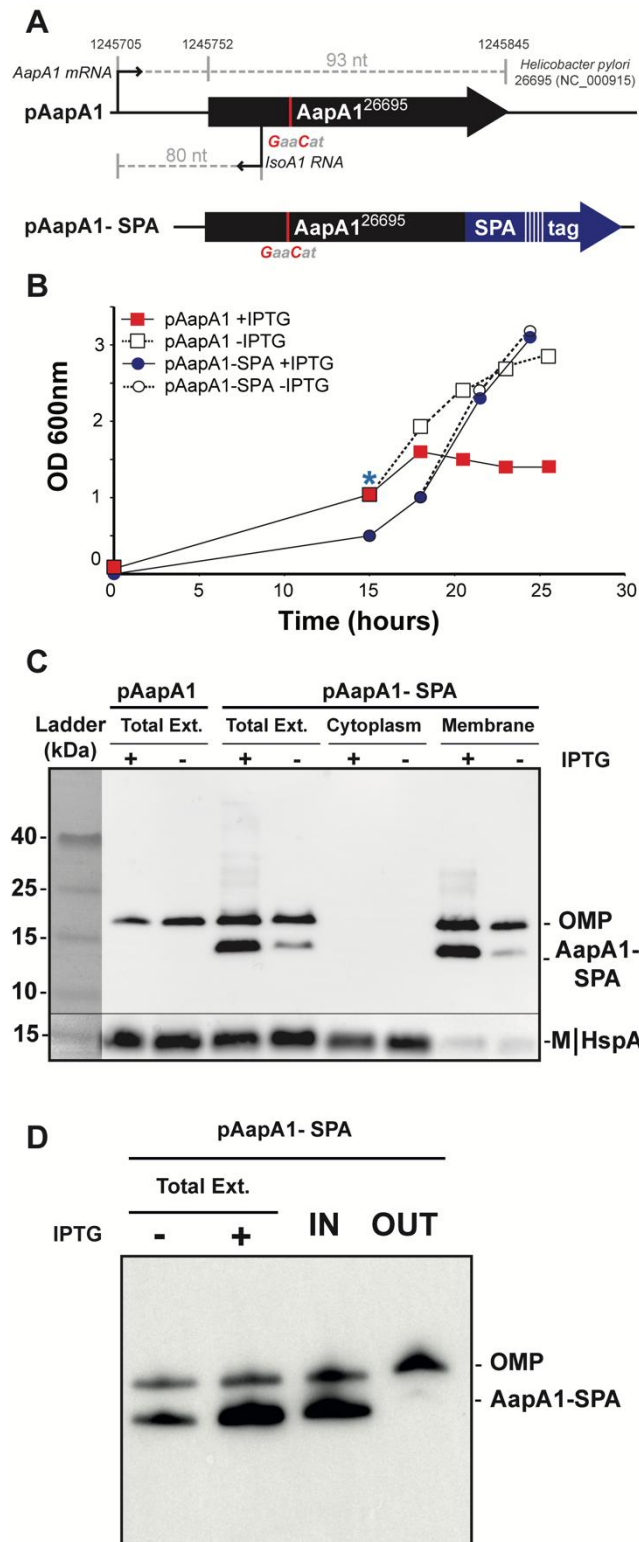 A
1245705 1245752 1245845
AapA1 mRNA 93 nt Helicobacter pylori
26695 (NC_000915)
pAapA1 AapA1^26695
GaaCat
80 nt IsoA1 RNA
pAapA1- SPA AapA1^26695 SPA tag
GaaCat
B
pAapA1 +IPTG
pAapA1 -IPTG
pAapA1-SPA +IPTG
pAapA1-SPA -IPTG
3
2
1
0
OD 600nm
*
0 5 10 15 20 25 30
Time (hours)
C
pAapA1 pAapA1- SPA
Ladder Total Ext. Total Ext. Cytoplasm Membrane
(kDa) + - + - + - + - IPTG
40-
25-
- OMP
15-
- AapA1-
SPA
10-
15- -M|HspA
D
pAapA1- SPA
Total Ext.
IPTG - + IN OUT
- OMP
- AapA1-SPA